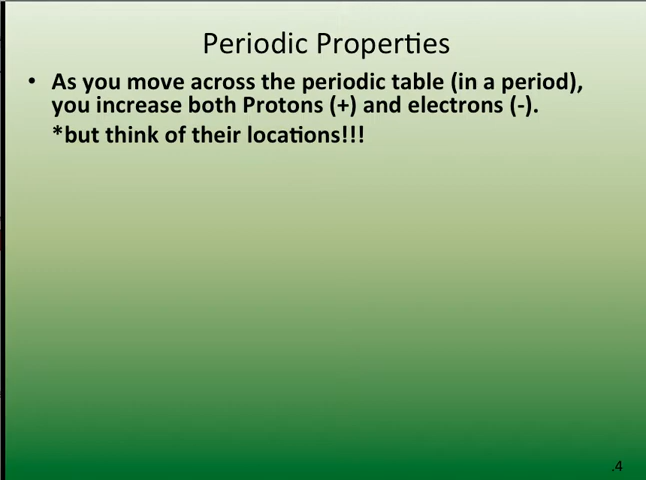 Periodic Properties
• As you move across the periodic table (in a period),
you increase both Protons (+) and electrons (-).
*but think of their locations!!!
.4